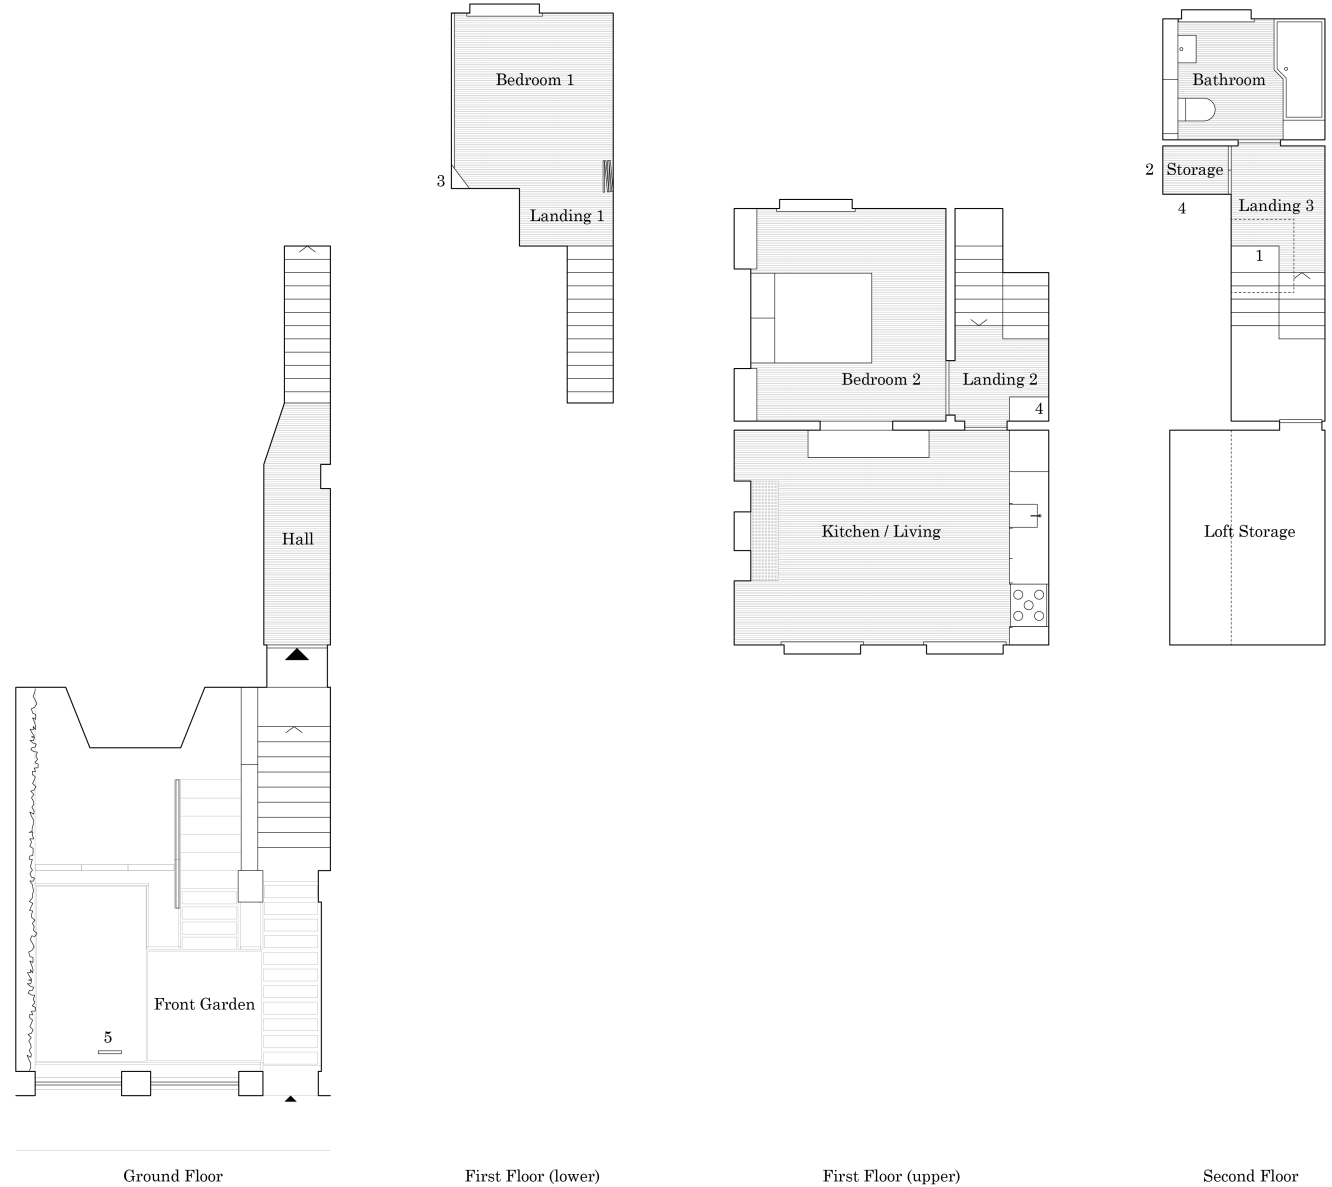 Bedroom 1
3
Landing 1
Hall
5
Front Garden
Bedroom 2
Landing 2
4
Kitchen / Living
Bathroom
2
Storage
4
Landing 3
1
Loft Storage
Ground Floor
First Floor (lower)
First Floor (upper)
Second Floor